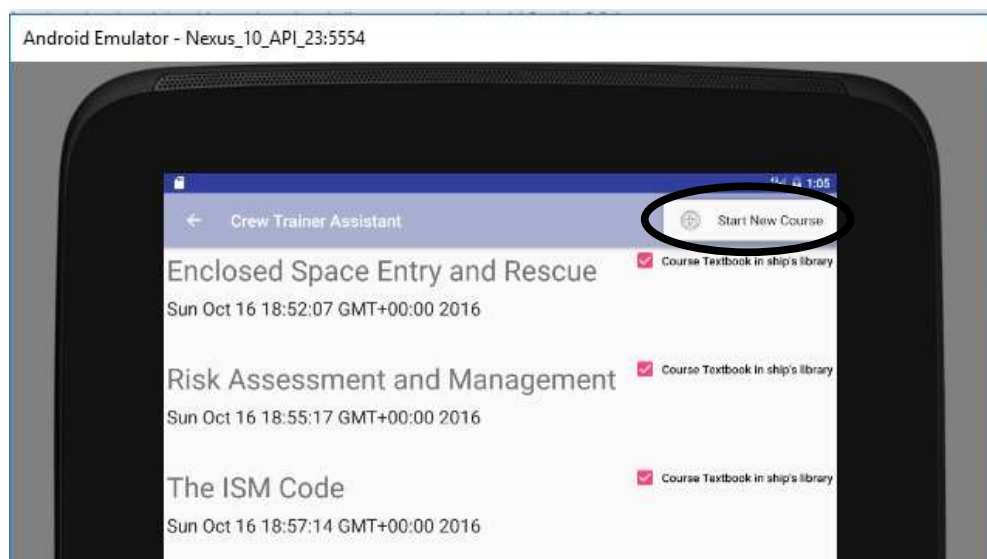 Android Emulator - Nexus_10_API_23:5554
1:05
Crew Trainer Assistant
Start New Course
Enclosed Space Entry and Rescue
Course Textbook in ship's library
Sun Oct 16 18:52:07 GMT+00:00 2016
Risk Assessment and Management
Course Textbook in ship's library
Sun Oct 16 18:55:17 GMT+00:00 2016
The ISM Code
Course Textbook in ship's library
Sun Oct 16 18:57:14 GMT+00:00 2016